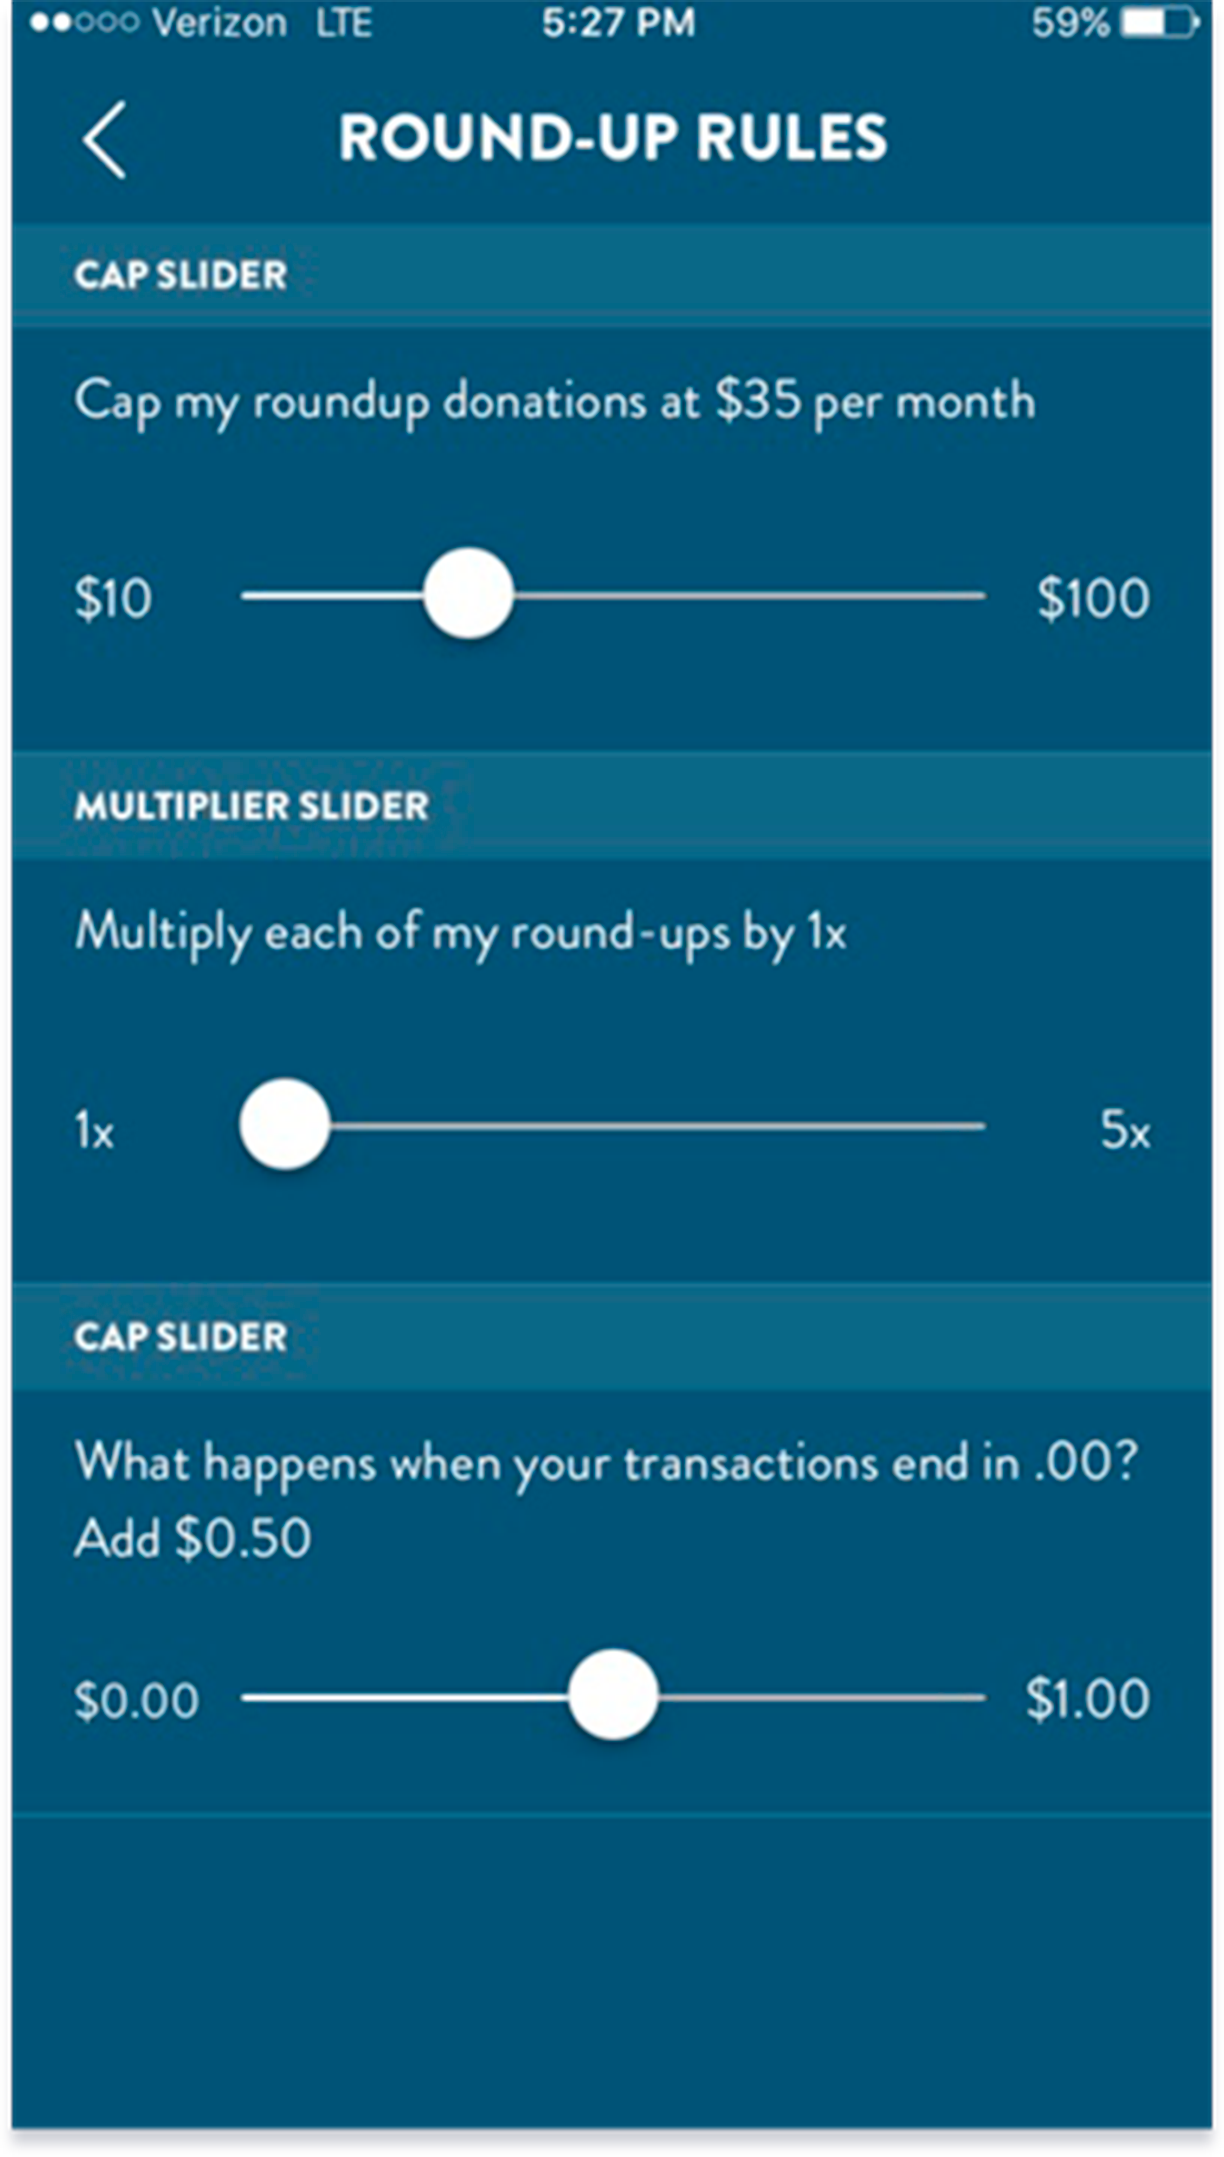 Verizon LTE 5:27 PM 59%
ROUND-UP RULES
CAP SLIDER
Cap my roundup donations at $35 per month
$10 $100
MULTIPLIER SLIDER
Multiply each of my round-ups by 1x
1x 5x
CAP SLIDER
What happens when your transactions end in .00?
Add $0.50
$0.00 $1.00